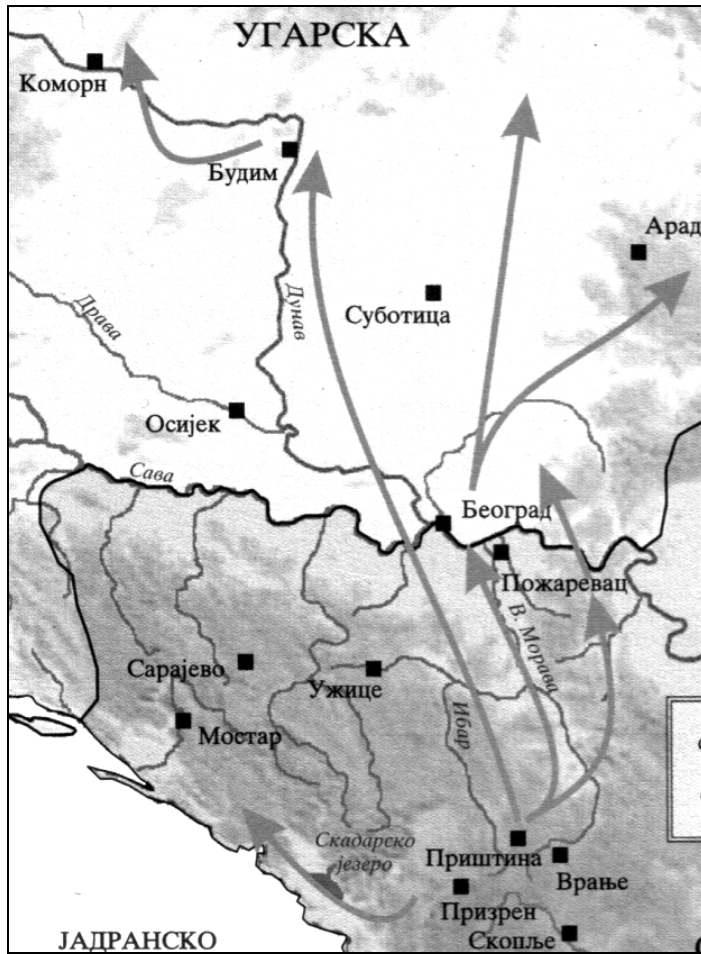 УГАРСКА
Коморн
Будим
Арад
Дунав
Суботица
Драва
Осијек
Сава
Београд
Пожаревац
В. Морава
Сарајево
Ужице
Ибар
Мостар
Скадарско
језеро
Приштина
Врање
Призрен
Скопље
ЈАДРАНСКО